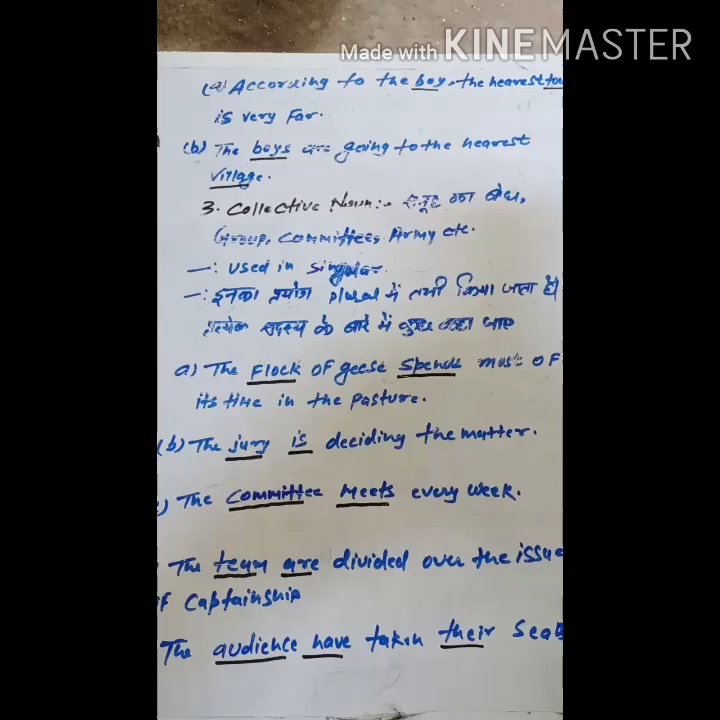 Made with KINEMASTER
(a) According to the boy, the nearest tow
is very far.
(b) The boys are going to the nearest
village.
3. Collective Noun:- समूह का बोध,
Group, Committee, Army etc.
—: used in singular
—: इनका प्रयोग plural में तभी किया जाता है।
प्रत्येक सदस्य के बारे में कुछ कहा जाए
a) The Flock of geese spends most of
its time in the pasture.
(b) The jury is deciding the matter.
) The Committee Meets every week.
The team are divided over the issue
f Captainship
The audience have taken their Seat